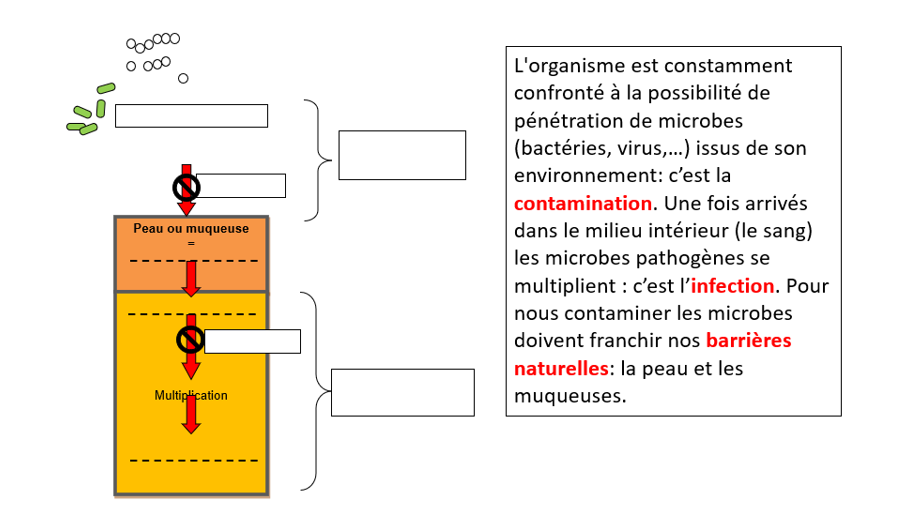 Peau ou muqueuse
=
Multiplication
L'organisme est constamment
confronté à la possibilité de
pénétration de microbes
(bactéries, virus,...) issus de son
environnement: c’est la
contamination. Une fois arrivés
dans le milieu intérieur (le sang)
les microbes pathogènes se
multiplient : c’est l’infection. Pour
nous contaminer les microbes
doivent franchir nos barrières
naturelles: la peau et les
muqueuses.